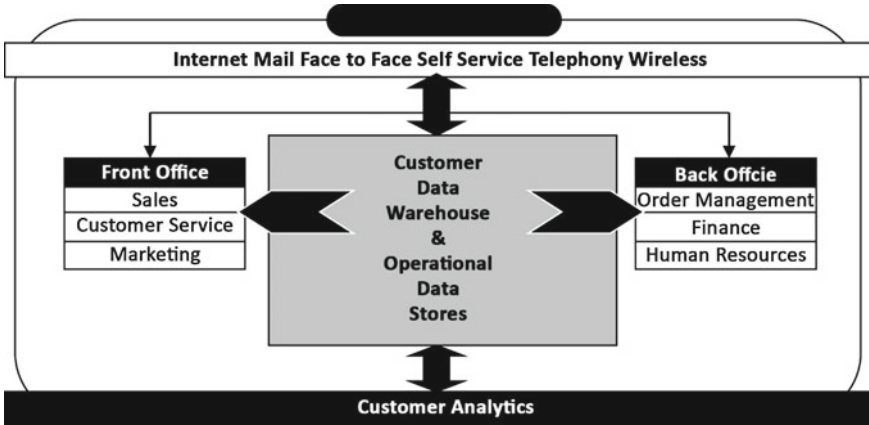 Internet Mail Face to Face Self Service Telephony Wireless
Front Office
Sales
Customer Service
Marketing
Customer
Data
Warehouse
&
Operational
Data
Stores
Back Offcie
Order Management
Finance
Human Resources
Customer Analytics